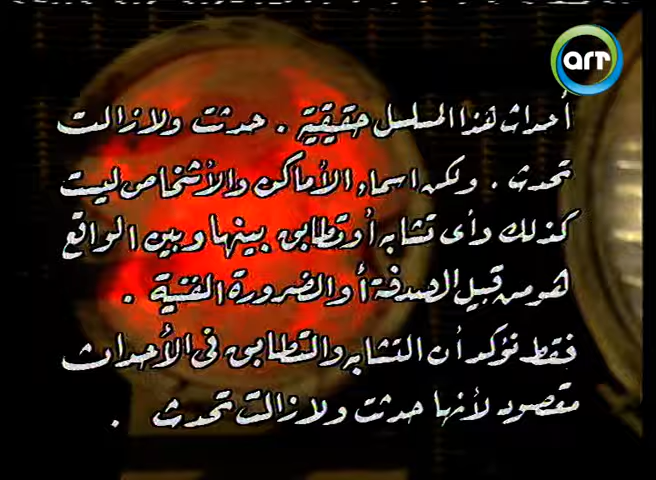 art
أحداث هذا المسلسل حقيقية . حدثت ولازالت
تحدث . ولكن اسماء الأماكن والأشخاص ليست
كذلك وأى تشابه أو تطابق بينها وبين الواقع
هو من قبيل الصدفة أو الضرورة الفنية .
فقط نؤكد أن التشابه والتطابق فى الأحداث
مقصود لأنها حدثت ولازالت تحدث .